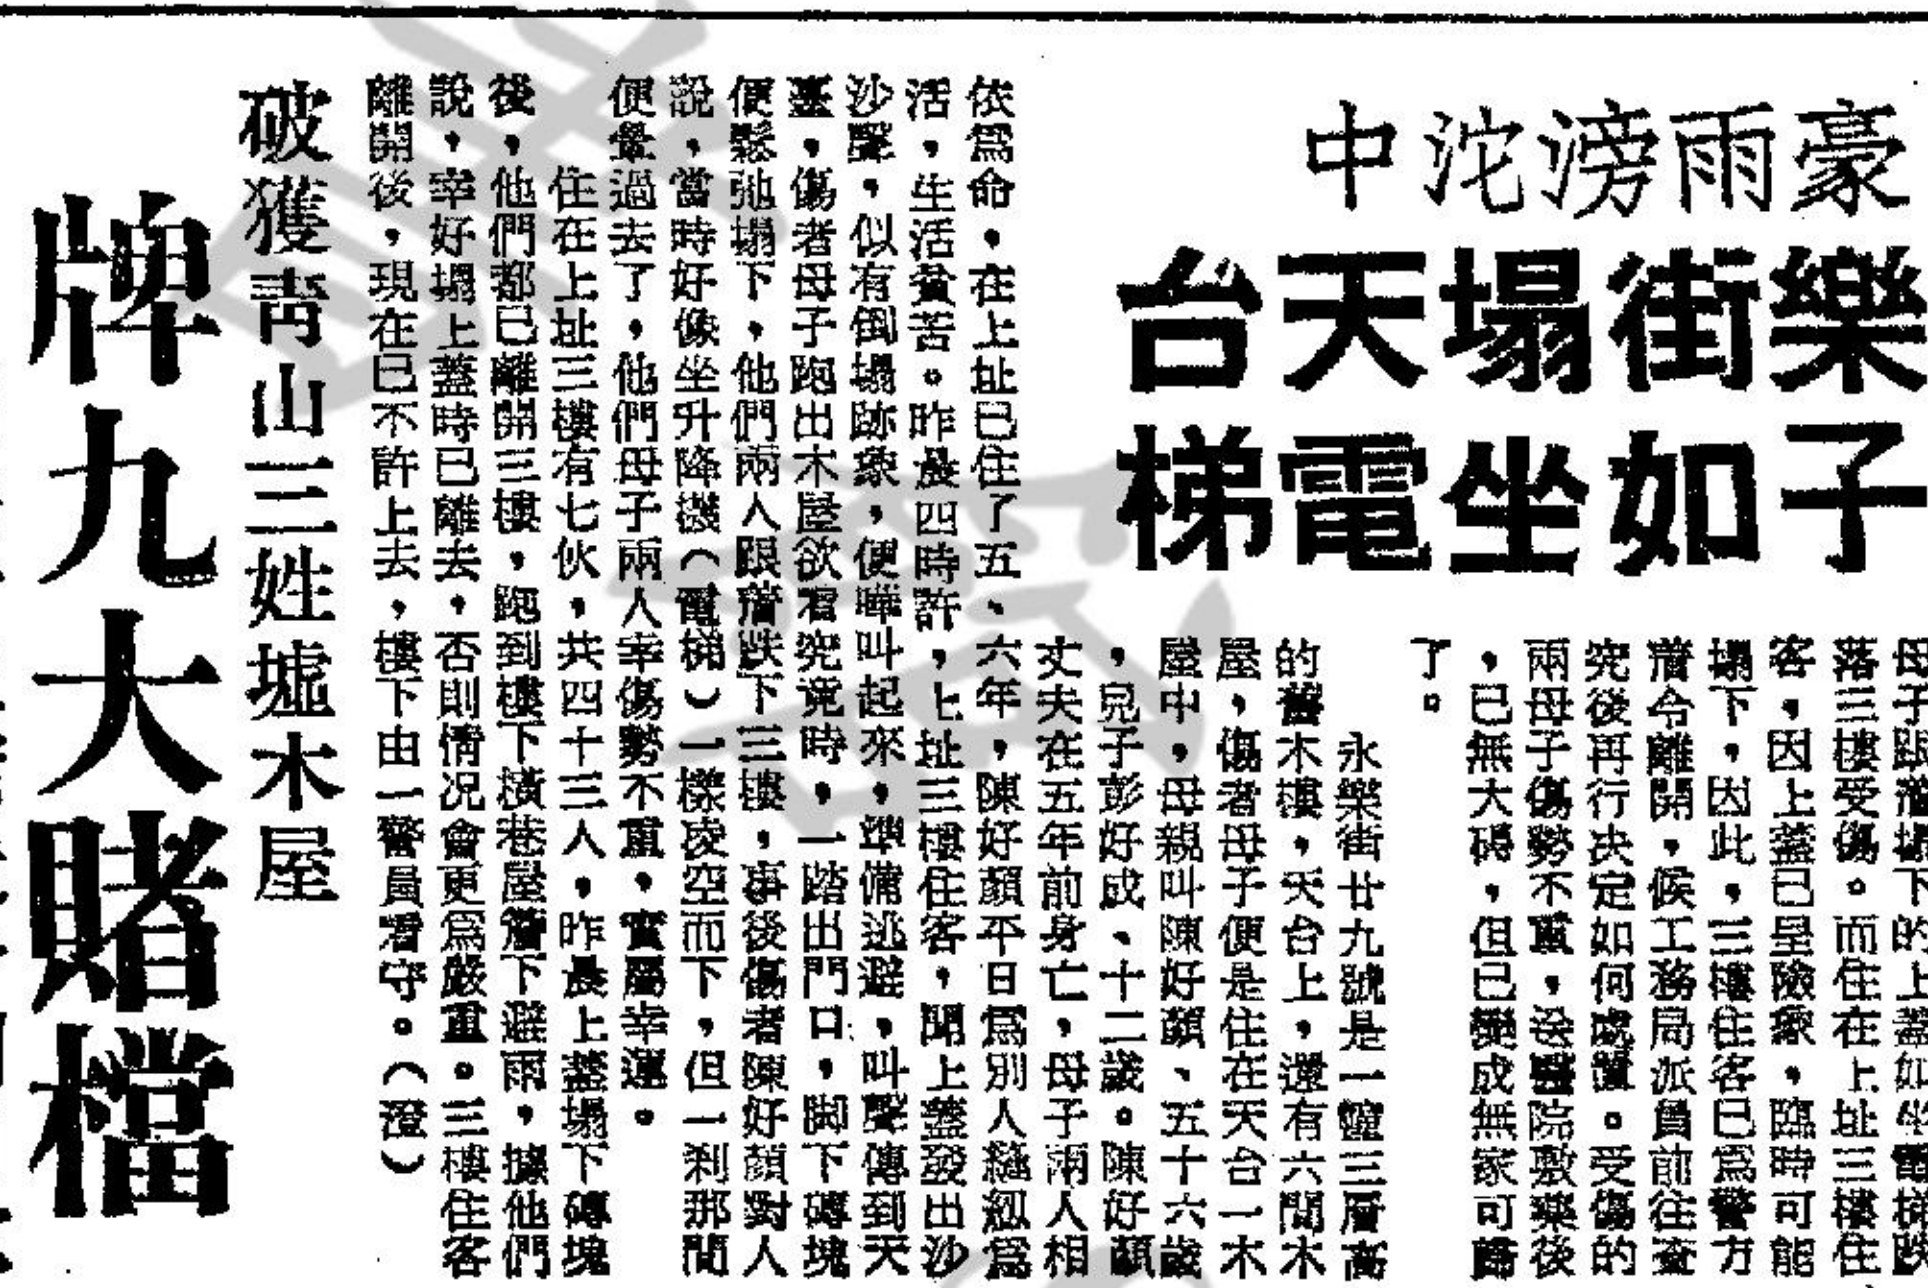 豪雨滂沱中
樂街塌天台
子如坐電梯
母子跟着塌下的上蓋如坐電梯跌
落三樓受傷。而住在上址三樓住
客,因上蓋已呈險象,臨時可能
塌下,因此,三樓住客已爲警方
着令離開,候工務局派員前往查
究後再行决定如何處置。受傷的
兩母子傷勢不重,送醫院敷藥後
,已無大碍,但已變成無家可歸
了。
永樂街廿九號是一幢三層高
的舊木樓,天台上,還有六間木
屋,傷者母子便是住在天台一木
屋中,母親叫陳好顏、五十六歲
,兒子彭好成、十二歲。陳好顏
丈夫在五年前身亡,母子兩人相
依爲命,在上址已住了五、六年,陳好顏平日爲別人縫紉爲
活,生活貧苦。昨晨四時許,上址三樓住客,聞上蓋發出沙
沙聲,似有倒塌跡象,便嘩叫起來,準備逃避,叫聲傳到天
臺,傷者母子跑出木屋欲看究竟時,一踏出門口,脚下磚塊
便鬆弛塌下,他們兩人跟着跌下三樓,事後傷者陳好顏對人
說,當時好像坐升降機(電梯)一樣凌空而下,但一刹那間
便暈過去了,他們母子兩人幸傷勢不重,實屬幸運。
住在上址三樓有七伙,共四十三人,昨晨上蓋塌下磚塊
後,他們都已離開三樓,跑到樓下橫巷屋簷下避雨,據他們
說,幸好塌上蓋時已離去,否則情况會更爲嚴重。三樓住客
離開後,現在已不許上去,樓下由一警員看守。(澄)
破獲靑山三姓墟木屋
牌九大賭檔